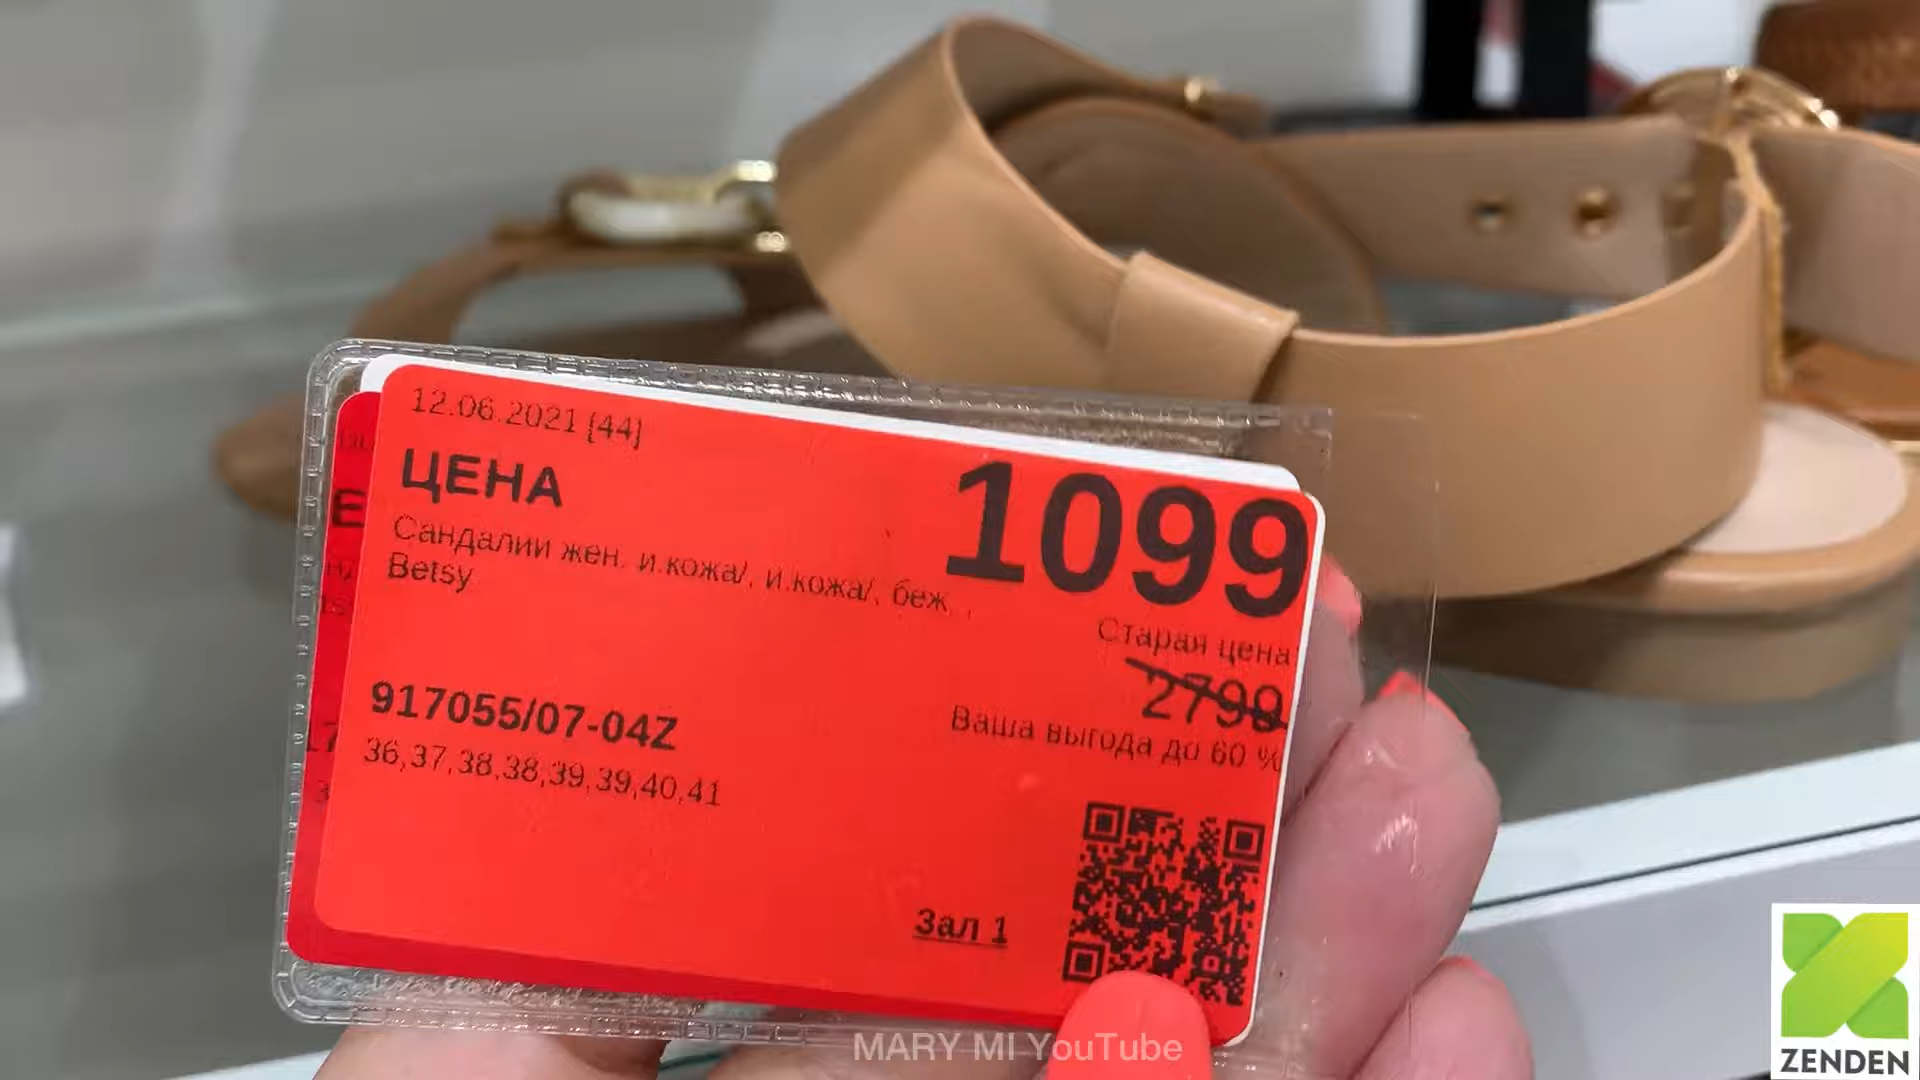 12.06.2021 [44]
ЦЕНА
1099
Сандалии жен. и.кожа/, и.кожа/, беж. ,
Betsy
Старая цена
2799
Ваша выгода до 60 %
917055/07-04Z
36,37,38,38,39,39,40,41
Зал 1
MARY MI YouTube
ZENDEN